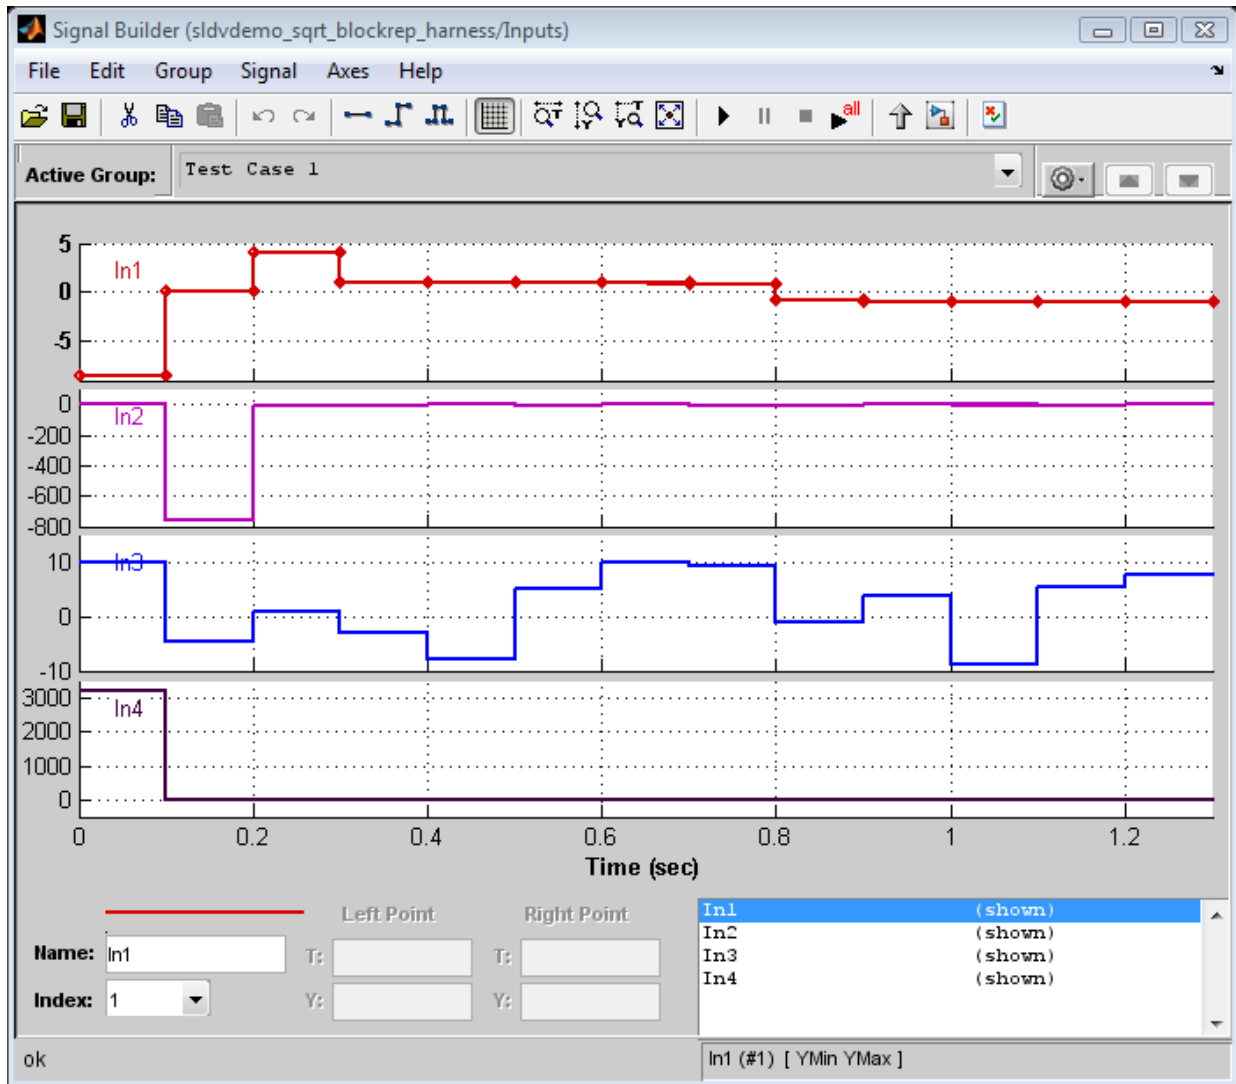 Signal Builder (sldvdemo_sqrt_blockrep_harness/Inputs)
File Edit Group Signal Axes Help
all
Active Group: Test Case 1
5
In1
0
-5
0
In2
-200
-400
-600
-800
10
In3
0
-10
3000
In4
2000
1000
0
0 0.2 0.4 0.6 0.8 1 1.2
Time (sec)
Left Point Right Point
Name: In1 T: T:
Index: 1 Y: Y:
In1 (shown)
In2 (shown)
In3 (shown)
In4 (shown)
ok
In1 (#1) [ YMin YMax ]